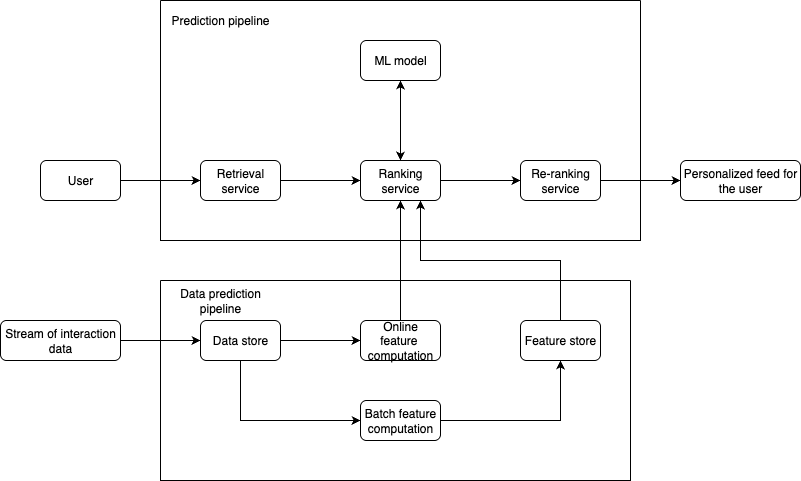 Prediction pipeline
ML model
User
Retrieval
service
Ranking
service
Re-ranking
service
Personalized feed for
the user
Data prediction
pipeline
Stream of interaction
data
Data store
Online
feature
computation
Feature store
Batch feature
computation